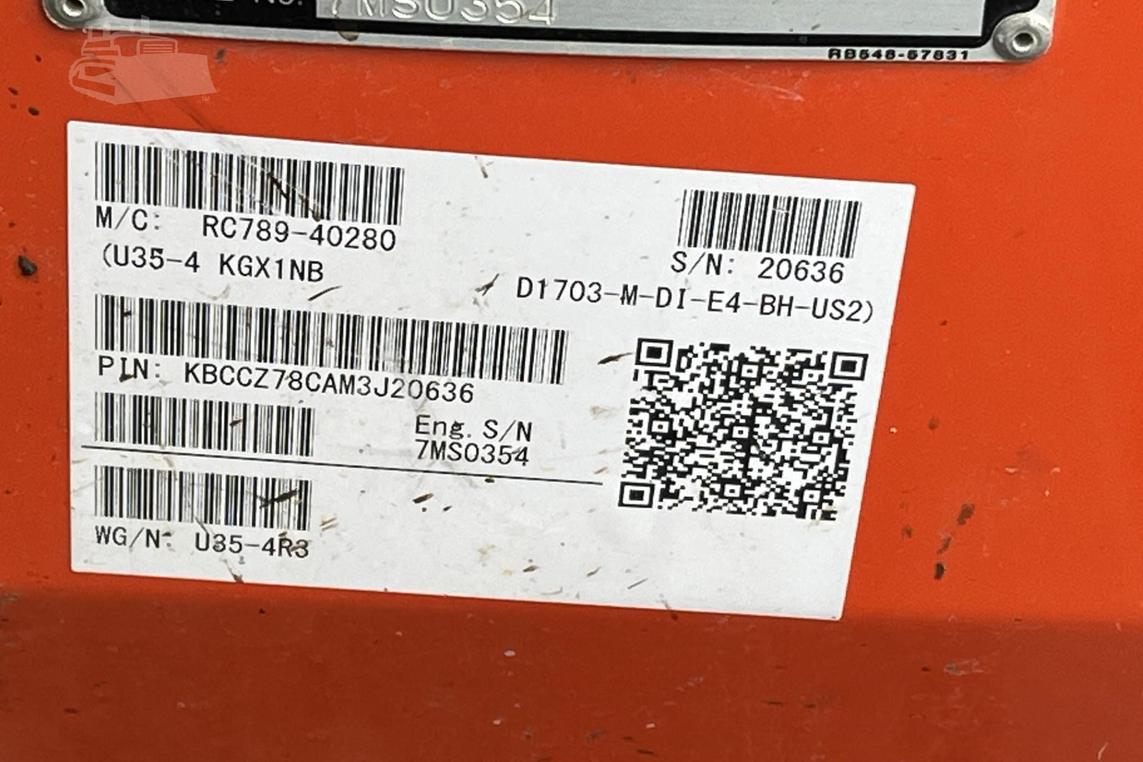 7MS0354
RB548-57831
M/C: RC789-40280
S/N: 20636
(U35-4 KGX1NB
D1703-M-DI-E4-BH-US2)
PIN: KBCCZ78CAM3J20636
Eng. S/N
7MS0354
WG/N: U35-4R3